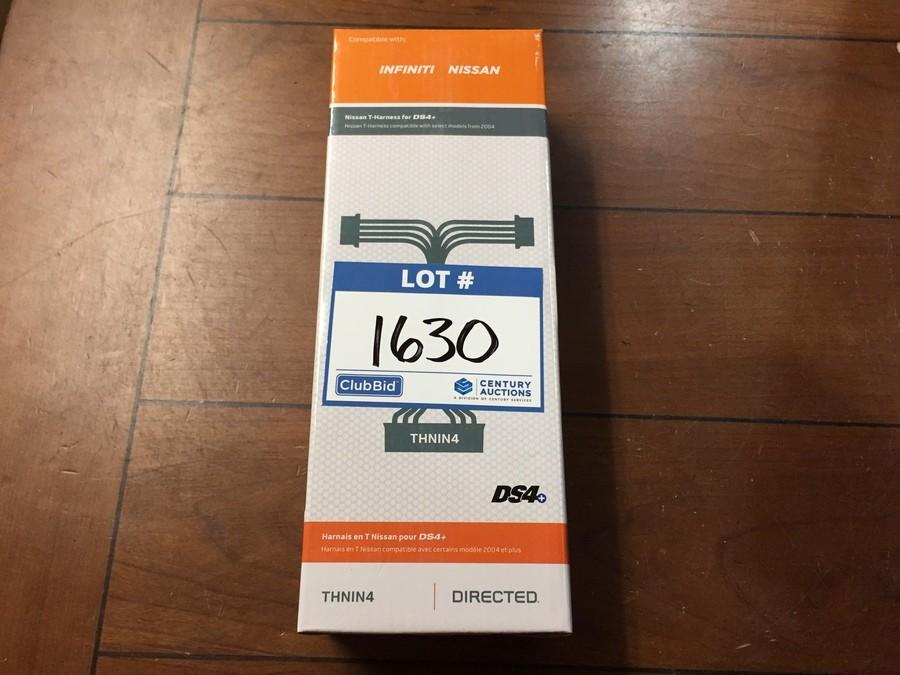 Compatible with:
INFINITI NISSAN
Nissan T-Harness for DS4+
Nissan T-Harness compatible with select models from 2004
LOT #
1630
ClubBid
CENTURY AUCTIONS
A DIVISION OF CENTURY SERVICES
THNIN4
DS4+
Harnais en T Nissan pour DS4+
Harnais en T Nissan compatible avec certains modèle 2004 et plus
THNIN4 DIRECTED